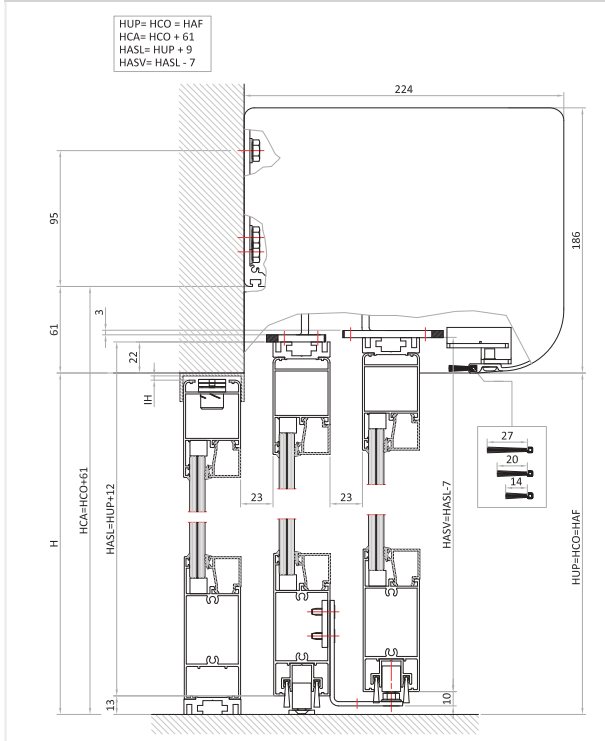 HUP= HCO = HAF
HCA= HCO + 61
HASL= HUP + 9
HASV= HASL - 7
224
95
186
61
3
22
IH
27
20
14
23
23
H
HCA=HCO+61
HASL=HUP+12
HASV=HASL-7
HUP=HCO=HAF
13
10